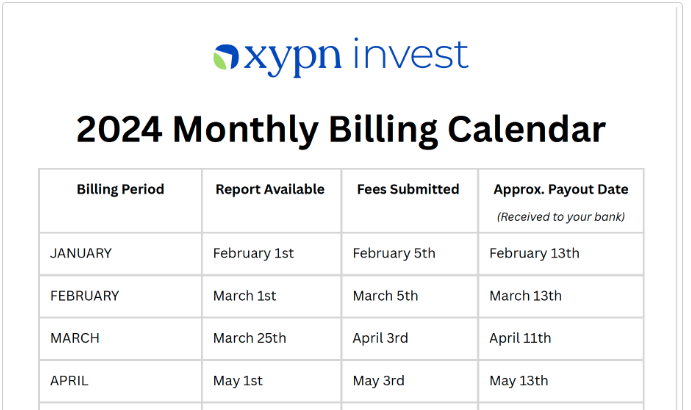 xypn invest
2024 Monthly Billing Calendar
Billing Period Report Available Fees Submitted Approx. Payout Date
(Received to your bank)
JANUARY February 1st February 5th February 13th
FEBRUARY March 1st March 5th March 13th
MARCH March 25th April 3rd April 11th
APRIL May 1st May 3rd May 13th